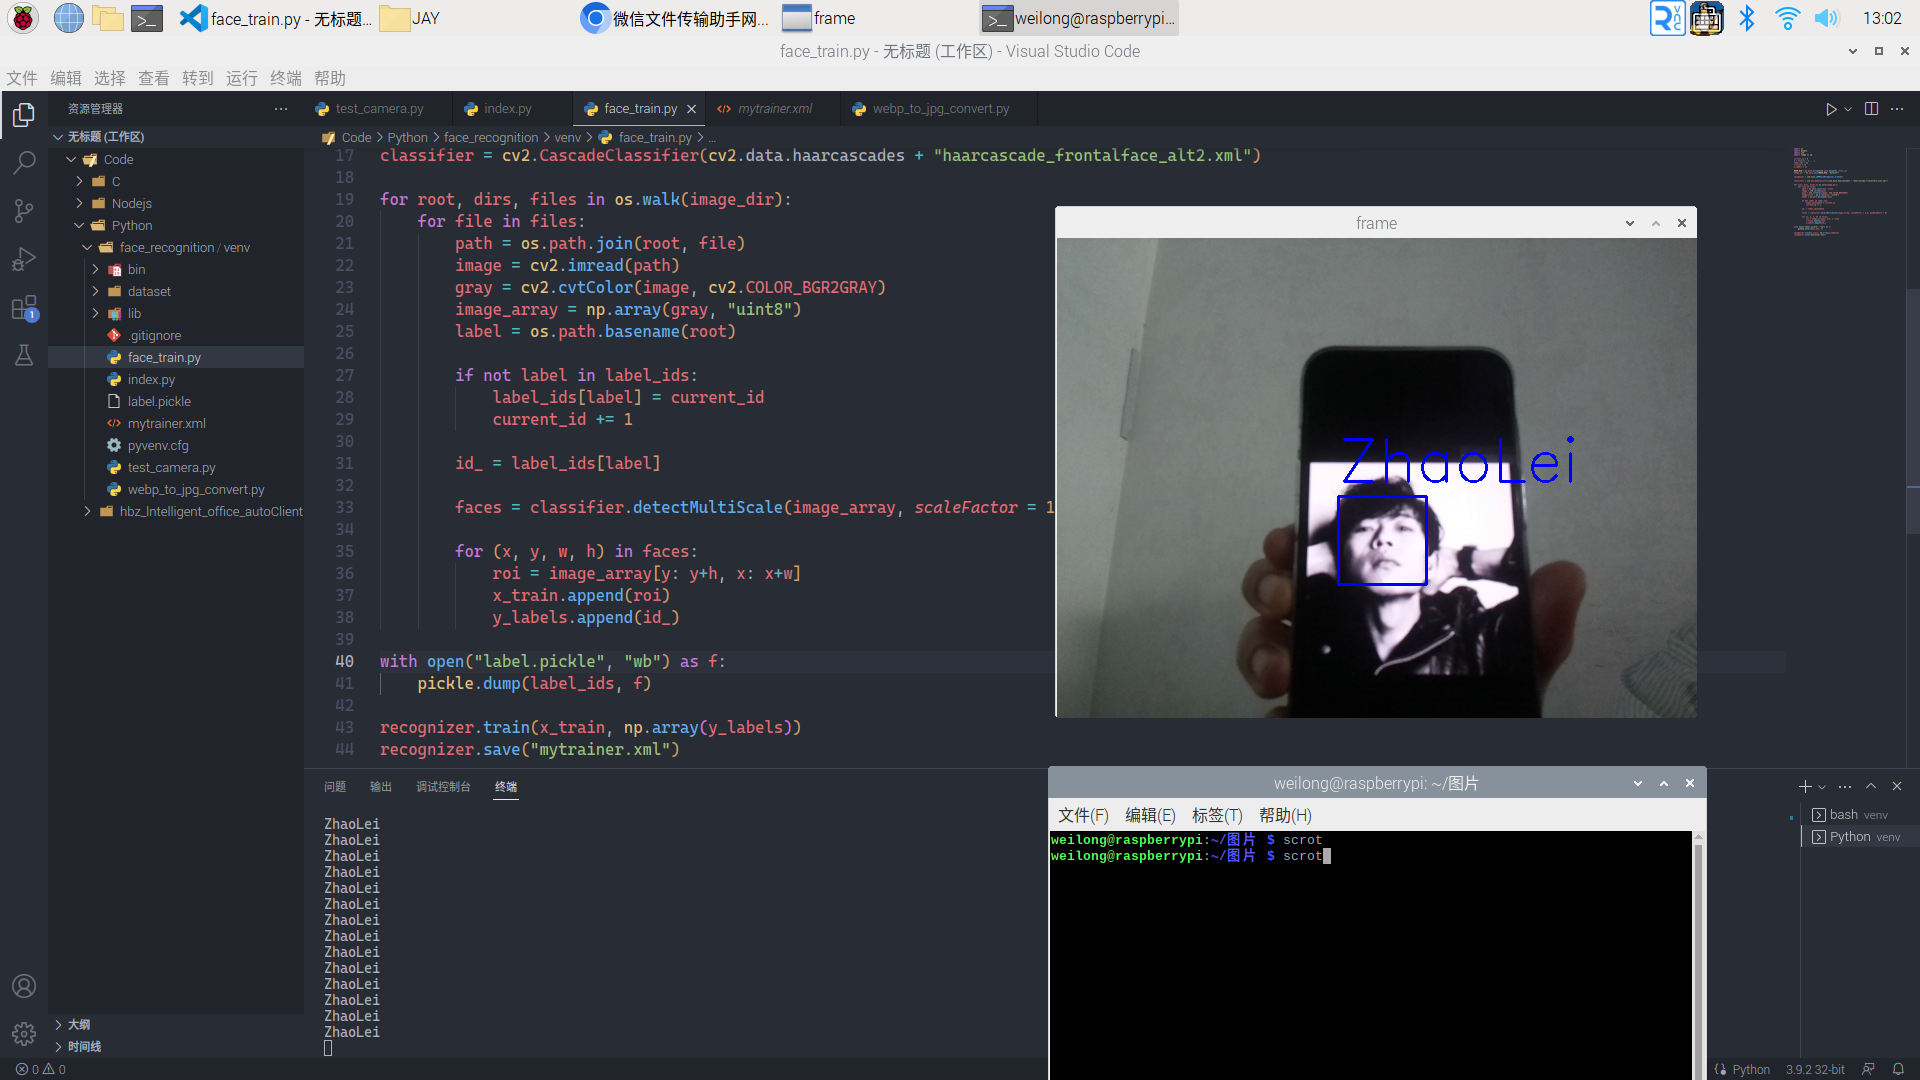 face_train.py - 无标题...
JAY
微信文件传输助手网...
frame
weilong@raspberrypi...
13:02
face_train.py - 无标题 (工作区) - Visual Studio Code
文件 编辑 选择 查看 转到 运行 终端 帮助
资源管理器
test_camera.py
index.py
face_train.py
mytrainer.xml
webp_to_jpg_convert.py
无标题 (工作区)
Code > Python > face_recognition > venv > face_train.py > ...
Code
C
Nodejs
Python
face_recognition / venv
bin
dataset
lib
.gitignore
face_train.py
index.py
label.pickle
mytrainer.xml
pyvenv.cfg
test_camera.py
webp_to_jpg_convert.py
hbz_Intelligent_office_autoClient
1
大纲
时间线
17 classifier = cv2.CascadeClassifier(cv2.data.haarcascades + "haarcascade_frontalface_alt2.xml")
18
19 for root, dirs, files in os.walk(image_dir):
20 for file in files:
21 path = os.path.join(root, file)
22 image = cv2.imread(path)
23 gray = cv2.cvtColor(image, cv2.COLOR_BGR2GRAY)
24 image_array = np.array(gray, "uint8")
25 label = os.path.basename(root)
26
27 if not label in label_ids:
28 label_ids[label] = current_id
29 current_id += 1
30
31 id_ = label_ids[label]
32
33 faces = classifier.detectMultiScale(image_array, scaleFactor = 1
34
35 for (x, y, w, h) in faces:
36 roi = image_array[y: y+h, x: x+w]
37 x_train.append(roi)
38 y_labels.append(id_)
39
40 with open("label.pickle", "wb") as f:
41 pickle.dump(label_ids, f)
42
43 recognizer.train(x_train, np.array(y_labels))
44 recognizer.save("mytrainer.xml")
frame
ZhaoLei
问题 输出 调试控制台 终端
ZhaoLei
ZhaoLei
ZhaoLei
ZhaoLei
ZhaoLei
ZhaoLei
ZhaoLei
ZhaoLei
ZhaoLei
ZhaoLei
ZhaoLei
ZhaoLei
ZhaoLei
ZhaoLei
weilong@raspberrypi: ~/图片
文件(F) 编辑(E) 标签(T) 帮助(H)
weilong@raspberrypi:~/图片 $ scrot
weilong@raspberrypi:~/图片 $ scrot
bash venv
Python venv
0 0
Python 3.9.2 32-bit